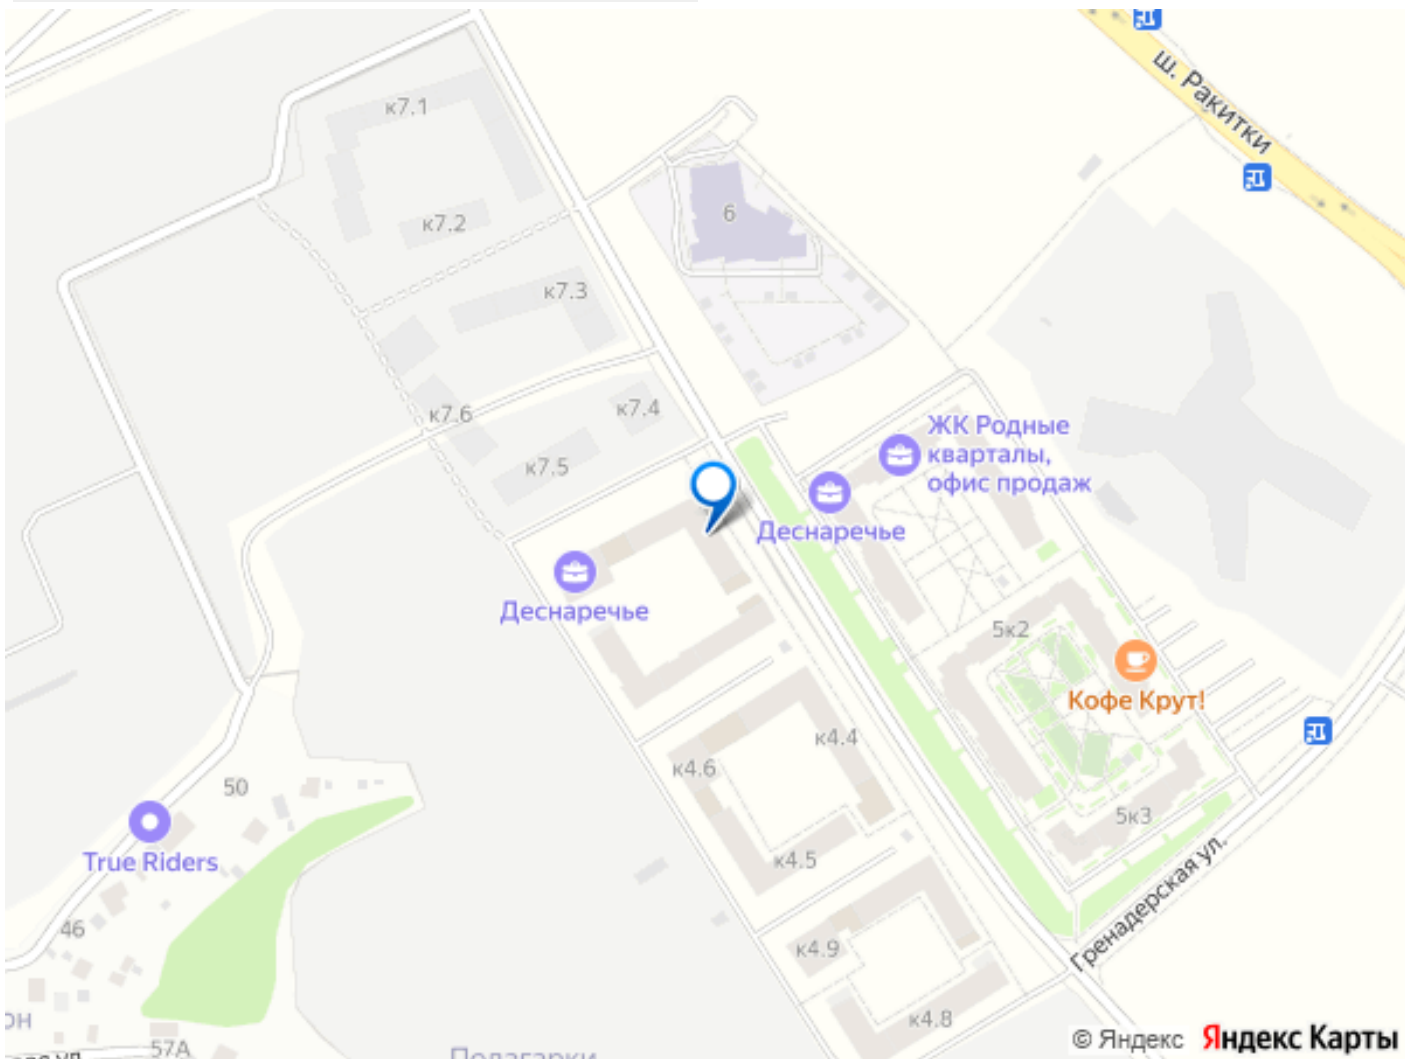 ш. Ракитки
к7.1
6
к7.2
к7.3
к7.4
к7.6
ЖК Родные
кварталы,
офис продаж
к7.5
Деснаречье
Деснаречье
5к2
Кофе Крут!
к4.4
к4.6
50
5к3
True Riders
к4.5
Гренадерская ул.
46
к4.9
к4.8
57А
© Яндекс Яндекс Карты